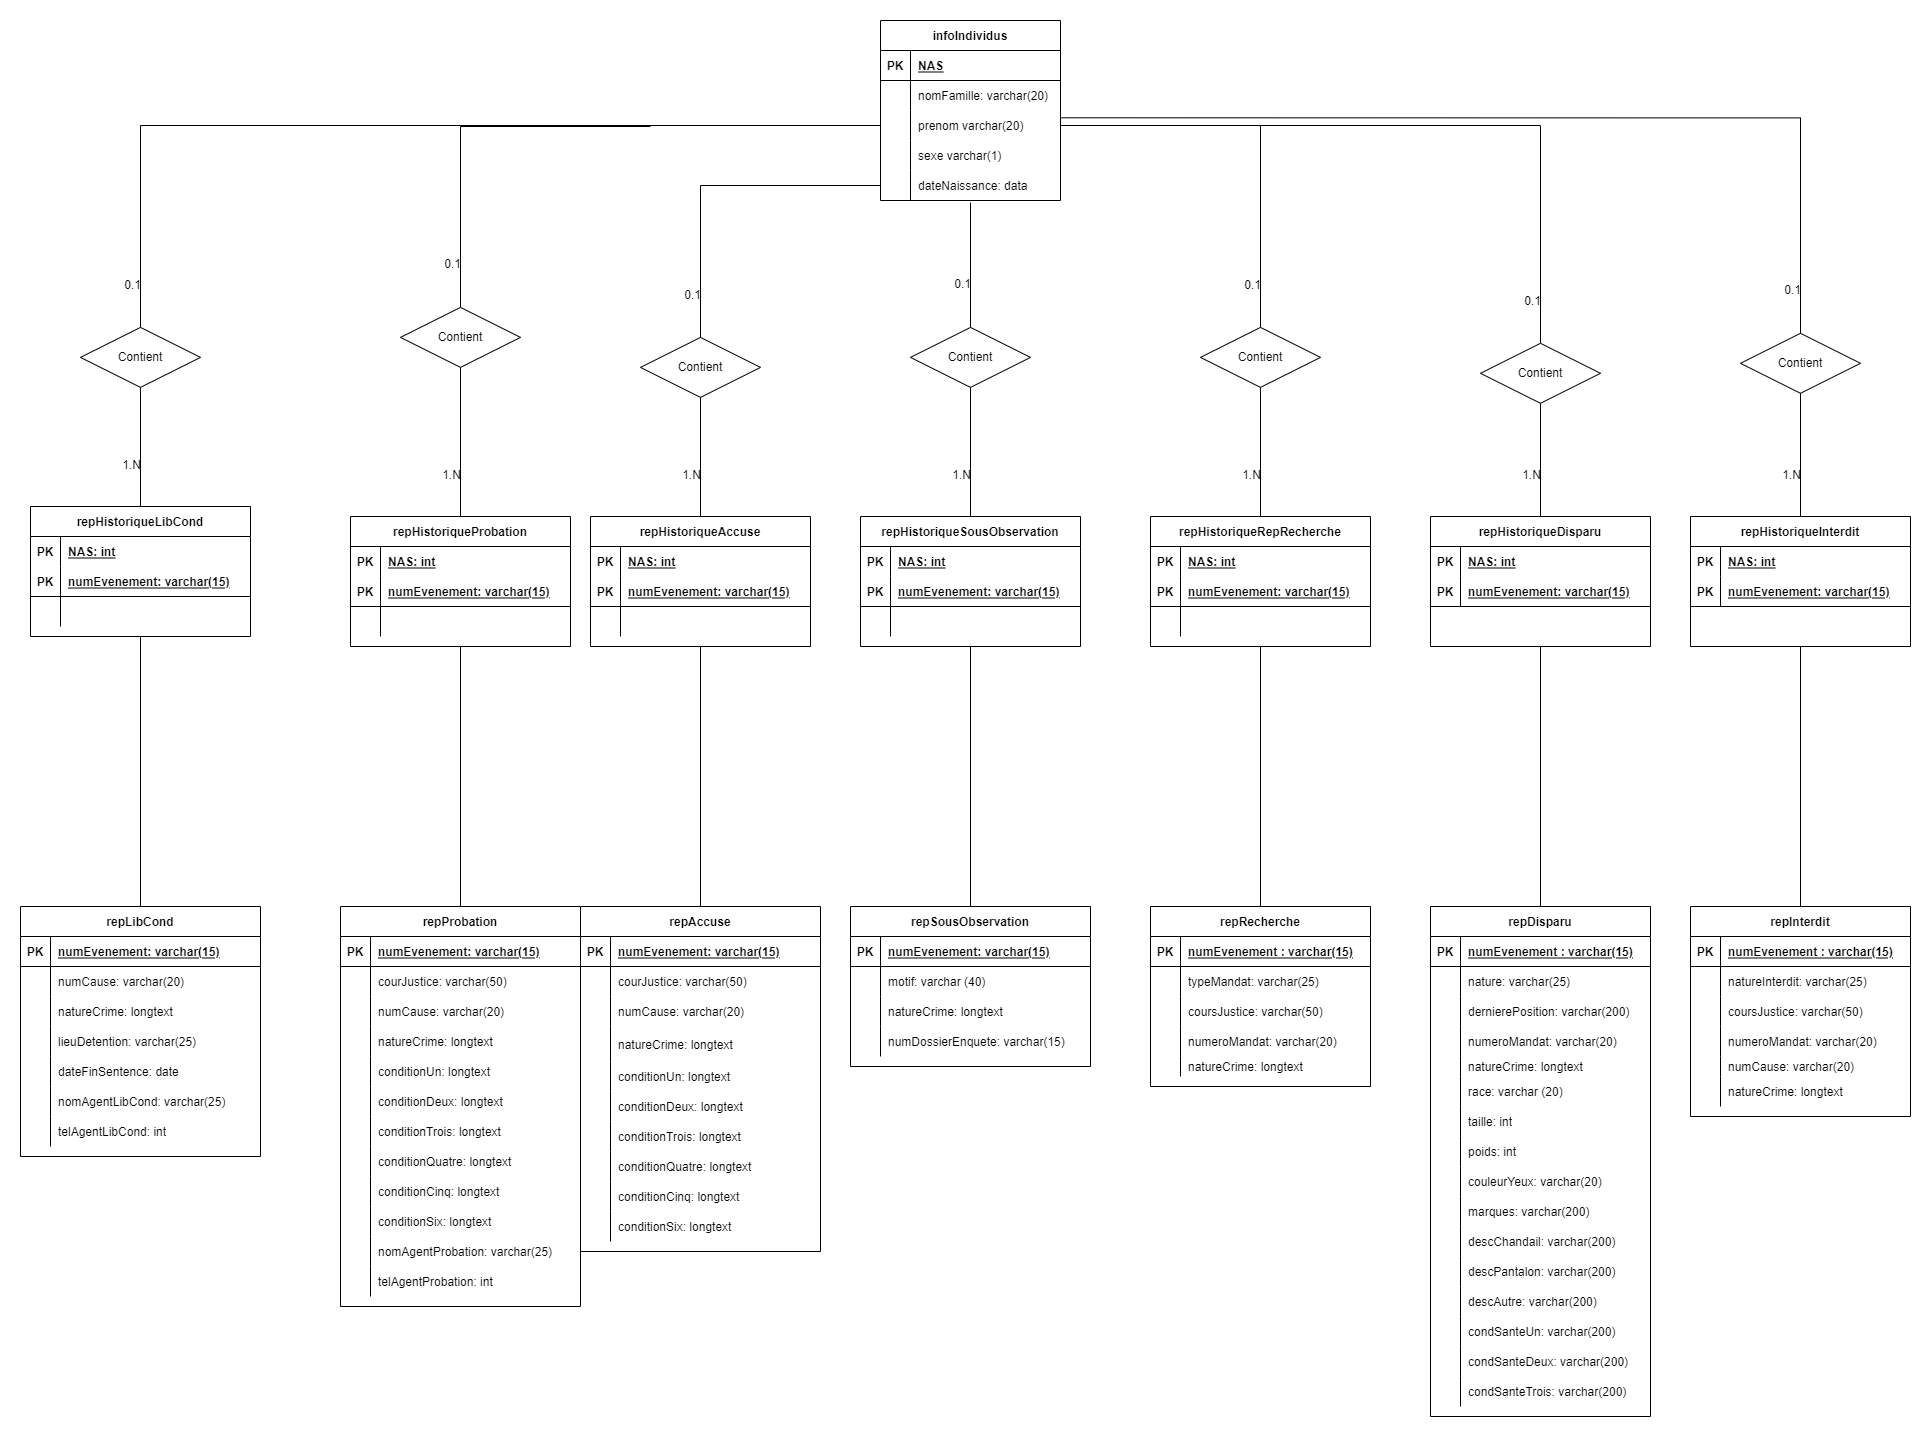 infoIndividus
PK NAS
nomFamille: varchar(20)
prenom varchar(20)
sexe varchar(1)
dateNaissance: data
0.1
Contient
1.N
0.1
Contient
1.N
0.1
Contient
1.N
0.1
Contient
1.N
0.1
Contient
1.N
0.1
Contient
1.N
0.1
Contient
1.N
repHistoriqueLibCond
PK NAS: int
PK numEvenement: varchar(15)
repHistoriqueProbation
PK NAS: int
PK numEvenement: varchar(15)
repHistoriqueAccuse
PK NAS: int
PK numEvenement: varchar(15)
repHistoriqueSousObservation
PK NAS: int
PK numEvenement: varchar(15)
repHistoriqueRepRecherche
PK NAS: int
PK numEvenement: varchar(15)
repHistoriqueDisparu
PK NAS: int
PK numEvenement: varchar(15)
repHistoriqueInterdit
PK NAS: int
PK numEvenement: varchar(15)
repLibCond
PK numEvenement: varchar(15)
numCause: varchar(20)
natureCrime: longtext
lieuDetention: varchar(25)
dateFinSentence: date
nomAgentLibCond: varchar(25)
telAgentLibCond: int
repProbation
PK numEvenement: varchar(15)
courJustice: varchar(50)
numCause: varchar(20)
natureCrime: longtext
conditionUn: longtext
conditionDeux: longtext
conditionTrois: longtext
conditionQuatre: longtext
conditionCinq: longtext
conditionSix: longtext
nomAgentProbation: varchar(25)
telAgentProbation: int
repAccuse
PK numEvenement: varchar(15)
courJustice: varchar(50)
numCause: varchar(20)
natureCrime: longtext
conditionUn: longtext
conditionDeux: longtext
conditionTrois: longtext
conditionQuatre: longtext
conditionCinq: longtext
conditionSix: longtext
repSousObservation
PK numEvenement: varchar(15)
motif: varchar (40)
natureCrime: longtext
numDossierEnquete: varchar(15)
repRecherche
PK numEvenement : varchar(15)
typeMandat: varchar(25)
coursJustice: varchar(50)
numeroMandat: varchar(20)
natureCrime: longtext
repDisparu
PK numEvenement : varchar(15)
nature: varchar(25)
dernierePosition: varchar(200)
numeroMandat: varchar(20)
natureCrime: longtext
race: varchar (20)
taille: int
poids: int
couleurYeux: varchar(20)
marques: varchar(200)
descChandail: varchar(200)
descPantalon: varchar(200)
descAutre: varchar(200)
condSanteUn: varchar(200)
condSanteDeux: varchar(200)
condSanteTrois: varchar(200)
repInterdit
PK numEvenement : varchar(15)
natureInterdit: varchar(25)
coursJustice: varchar(50)
numeroMandat: varchar(20)
numCause: varchar(20)
natureCrime: longtext